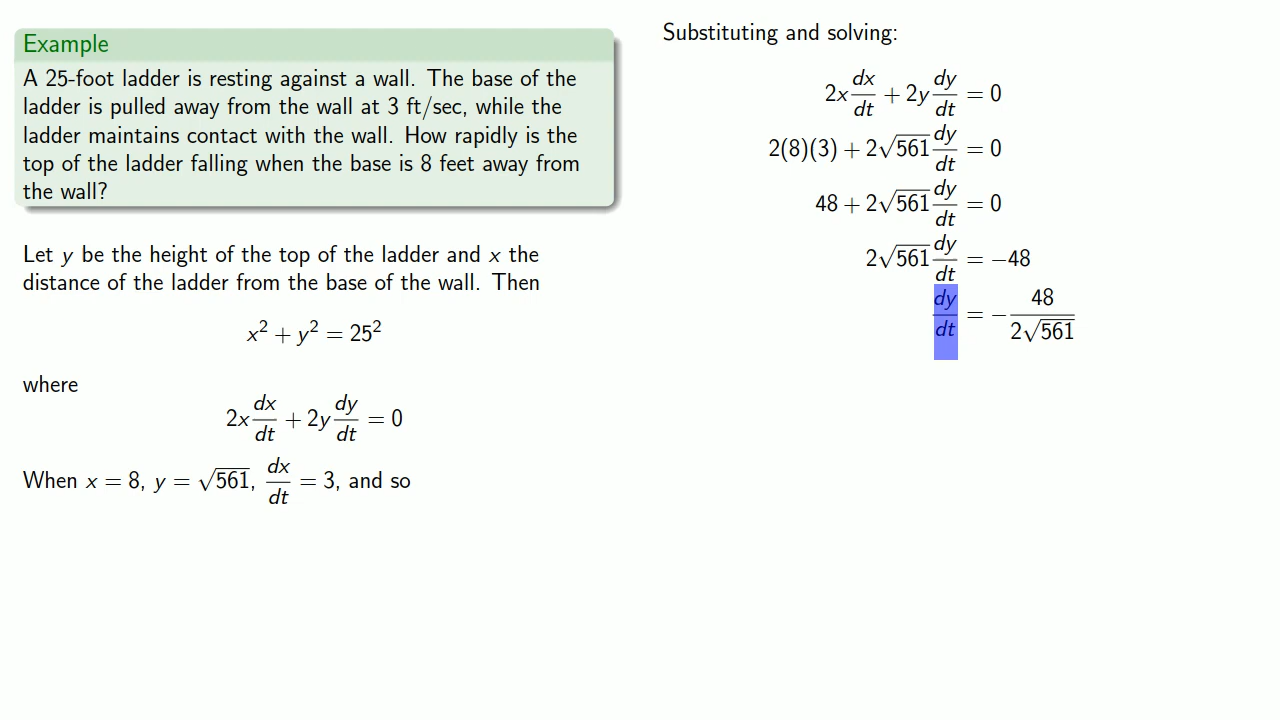 Example
A 25-foot ladder is resting against a wall. The base of the
ladder is pulled away from the wall at 3 ft/sec, while the
ladder maintains contact with the wall. How rapidly is the
top of the ladder falling when the base is 8 feet away from
the wall?
Let y be the height of the top of the ladder and x the
distance of the ladder from the base of the wall. Then
x² + y² = 25²
where
2x dx/dt + 2y dy/dt = 0
When x = 8, y = √561, dx/dt = 3, and so
Substituting and solving:
2x dx/dt + 2y dy/dt = 0
2(8)(3) + 2√561 dy/dt = 0
48 + 2√561 dy/dt = 0
2√561 dy/dt = −48
dy/dt = − 48/(2√561)